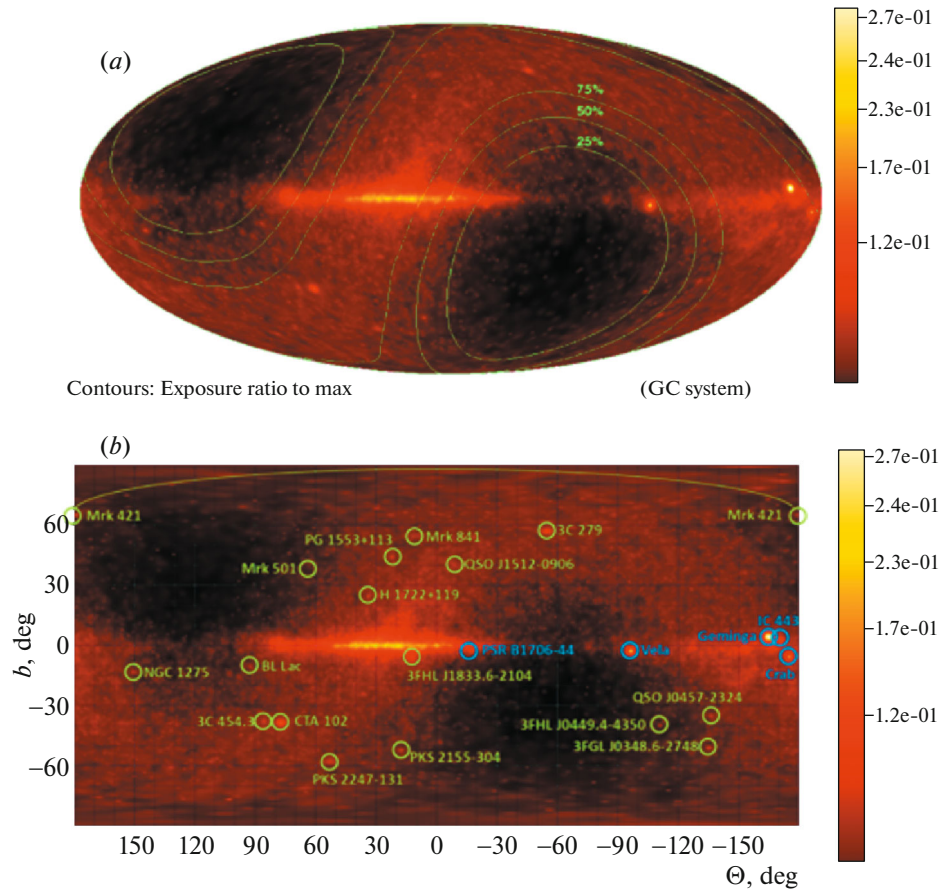 (a)
75%
50%
25%
2.7e-01
2.4e-01
2.3e-01
1.7e-01
1.2e-01
Contours: Exposure ratio to max
(GC system)
(b)
60
30
0
−30
−60
b, deg
Mrk 421
Mrk 421
PG 1553+113
Mrk 841
3C 279
Mrk 501
QSO J1512-0906
H 1722+119
IC 443
Geminga
PSR B1706-44
Vela
Crab
NGC 1275
BL Lac
3FHL J1833.6-2104
QSO J0457-2324
3C 454.3
CTA 102
3FHL J0449.4-4350
3FGL J0348.6-2748
PKS 2155-304
PKS 2247-131
150 120 90 60 30 0 −30 −60 −90 −120 −150
Θ, deg
2.7e-01
2.4e-01
2.3e-01
1.7e-01
1.2e-01